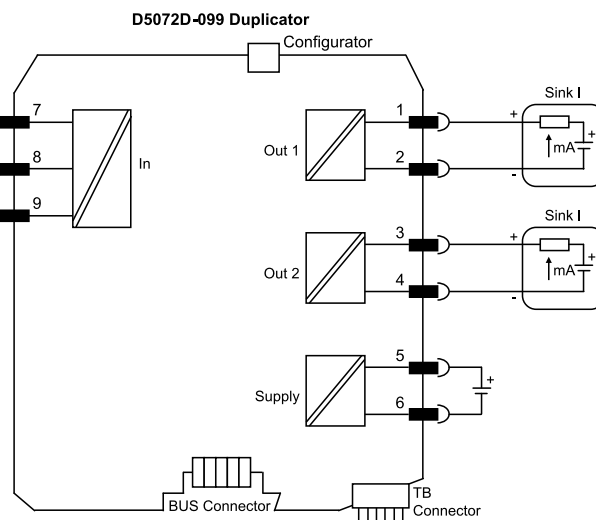 D5072D-099 Duplicator
Configurator
Sink I
7
1
+
+
In
Out 1
mA
8
2
-
9
Sink I
3
+
+
Out 2
mA
4
-
5
Supply
+
6
BUS Connector
TB
Connector